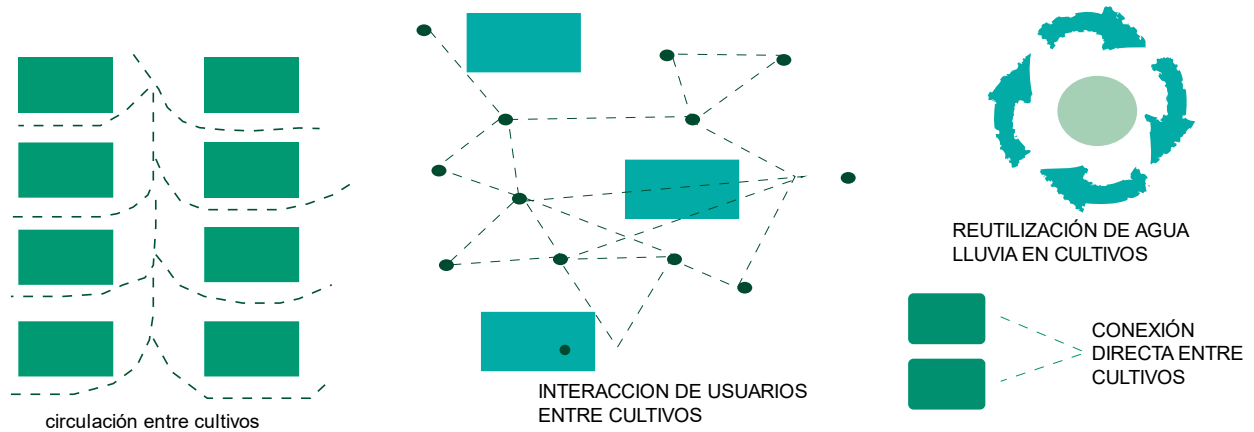 circulación entre cultivos
INTERACCION DE USUARIOS
ENTRE CULTIVOS
REUTILIZACIÓN DE AGUA
LLUVIA EN CULTIVOS
CONEXIÓN
DIRECTA ENTRE
CULTIVOS